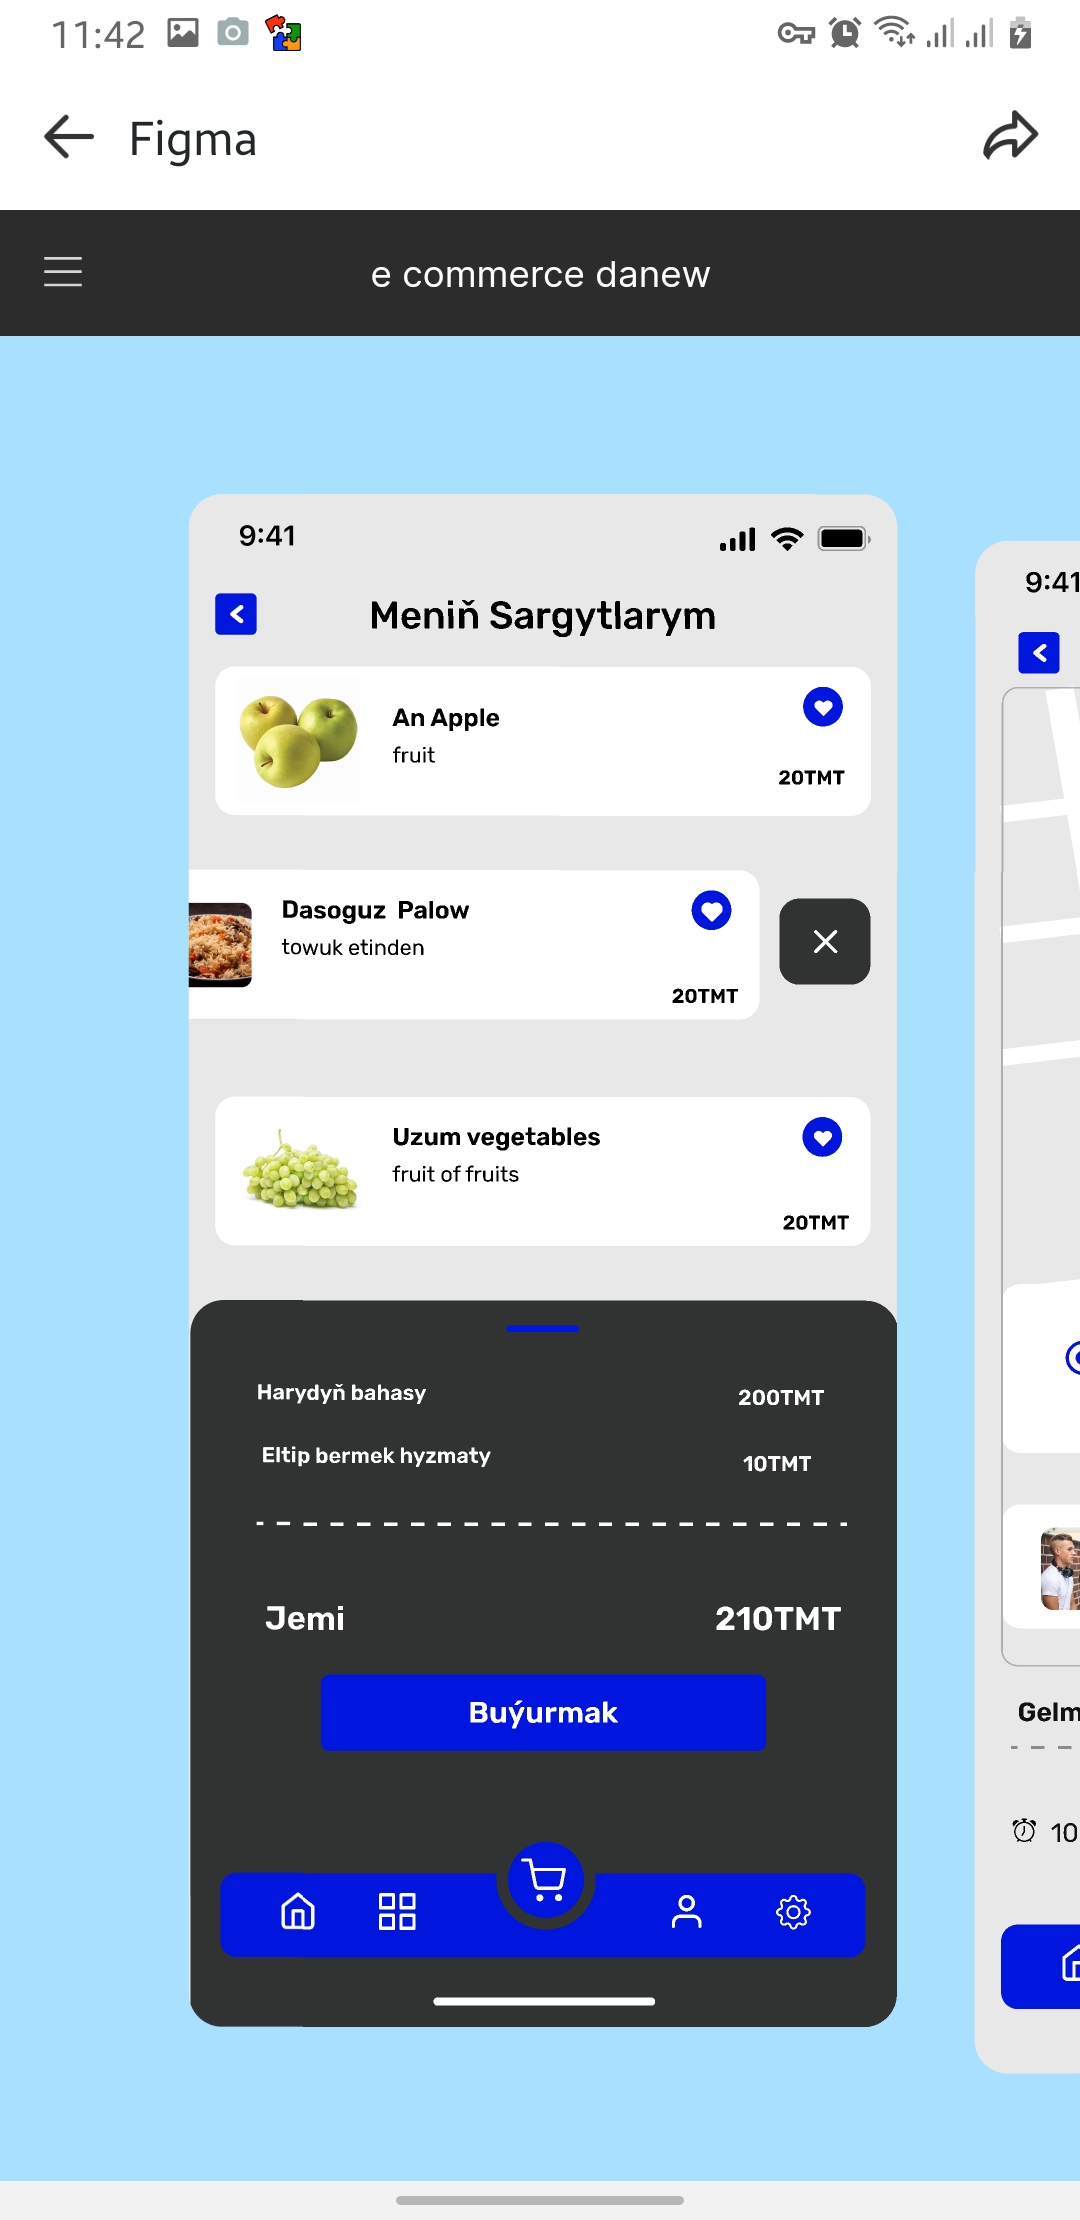 11:42
Figma
e commerce danew
9:41
Meniň Sargytlarym
An Apple
fruit
20TMT
Dasoguz Palow
towuk etinden
20TMT
Uzum vegetables
fruit of fruits
20TMT
Harydyň bahasy
200TMT
Eltip bermek hyzmaty
10TMT
Jemi
210TMT
Buýurmak
9:41
Gelm
10